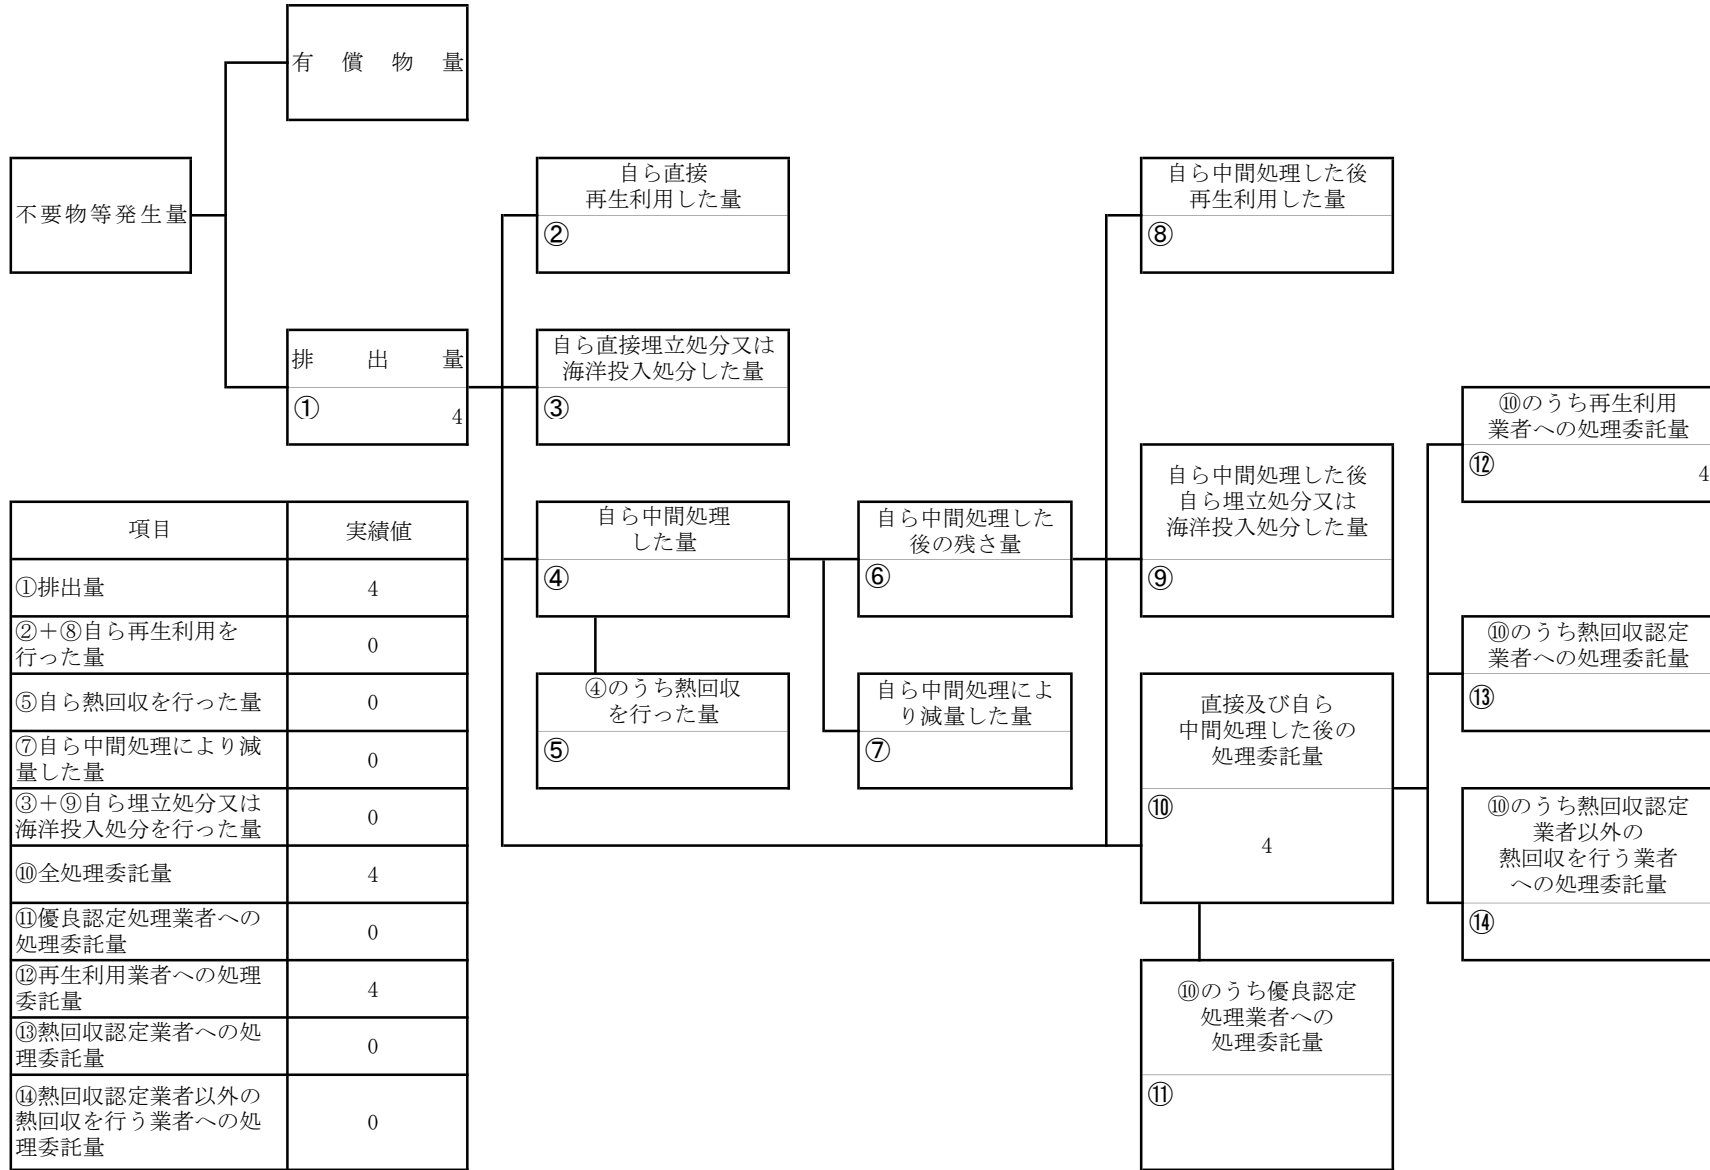 有償物量
不要物等発生量
自ら直接
再生利用した量
②
自ら中間処理した後
再生利用した量
⑧
排出量
①
4
自ら直接埋立処分又は
海洋投入処分した量
③
⑩のうち再生利用
業者への処理委託量
⑫
4
自ら中間処理
した量
④
自ら中間処理した
後の残さ量
⑥
自ら中間処理した後
自ら埋立処分又は
海洋投入処分した量
⑨
④のうち熱回収
を行った量
⑤
自ら中間処理によ
り減量した量
⑦
直接及び自ら
中間処理した後の
処理委託量
⑩
4
⑩のうち熱回収認定
業者への処理委託量
⑬
⑩のうち熱回収認定
業者以外の
熱回収を行う業者
への処理委託量
⑭
⑩のうち優良認定
処理業者への
処理委託量
⑪
項目 実績値
①排出量 4
②+⑧自ら再生利用を
行った量 0
⑤自ら熱回収を行った量 0
⑦自ら中間処理により減
量した量 0
③+⑨自ら埋立処分又は
海洋投入処分を行った量 0
⑩全処理委託量 4
⑪優良認定処理業者への
処理委託量 0
⑫再生利用業者への処理
委託量 4
⑬熱回収認定業者への処
理委託量 0
⑭熱回収認定業者以外の
熱回収を行う業者への処
理委託量 0